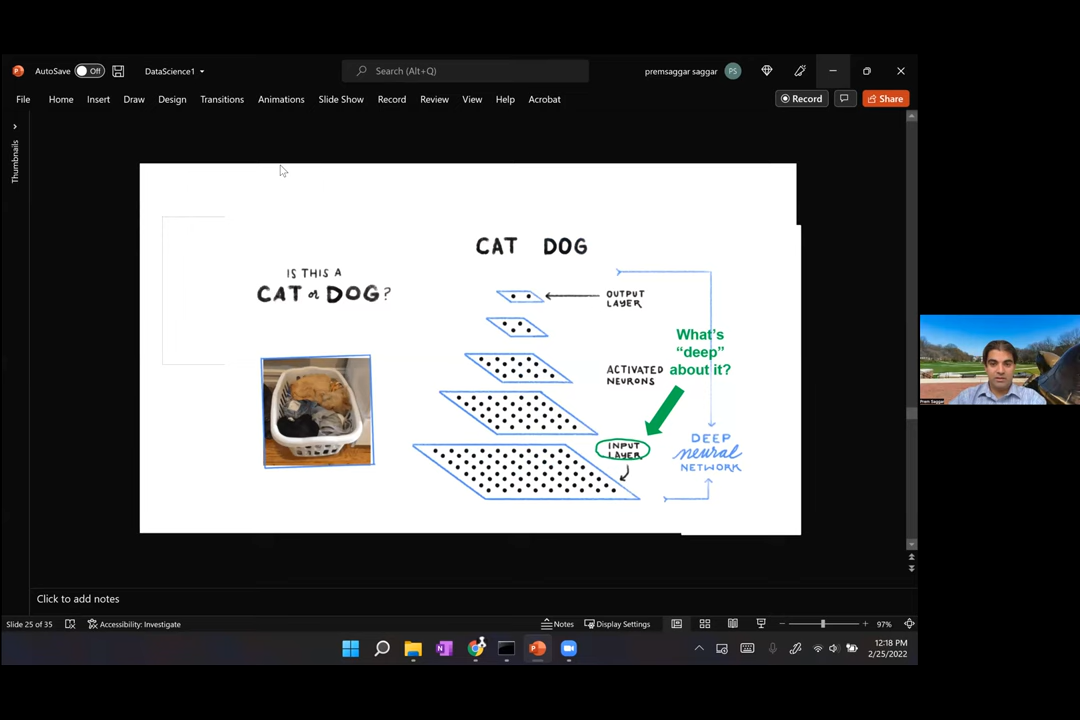 AutoSave
Off
DataScience1
Search (Alt+Q)
premsaggar saggar
PS
File
Home
Insert
Draw
Design
Transitions
Animations
Slide Show
Record
Review
View
Help
Acrobat
Record
Share
Thumbnails
IS THIS A
CAT or DOG?
CAT DOG
OUTPUT
LAYER
What's
"deep"
about it?
ACTIVATED
NEURONS
INPUT
LAYER
DEEP
neural
NETWORK
Prem Saggar
Click to add notes
Slide 25 of 35
Accessibility: Investigate
Notes
Display Settings
97%
12:18 PM
2/25/2022